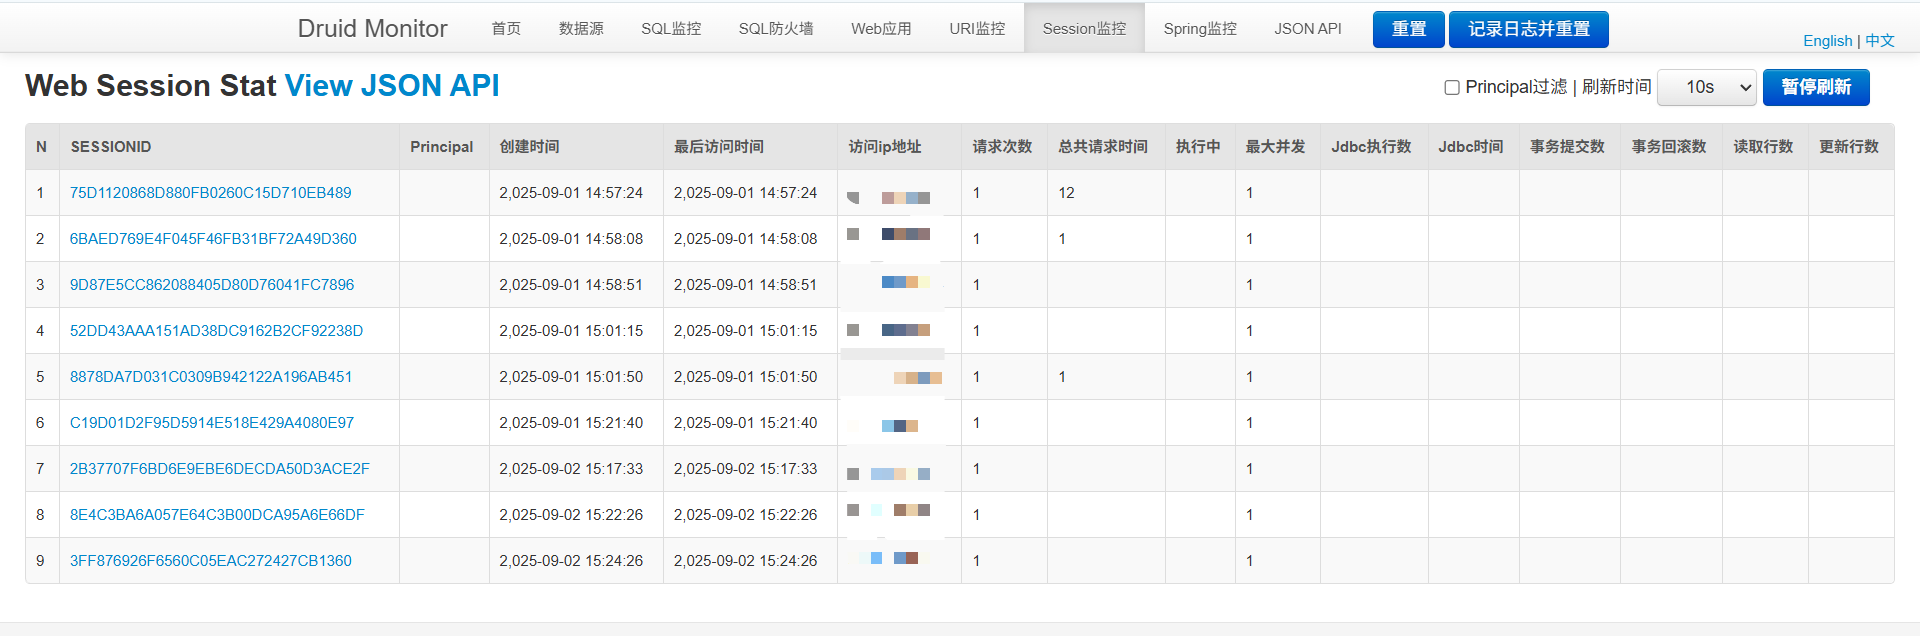 Druid Monitor 首页 数据源 SQL监控 SQL防火墙 Web应用 URI监控 Session监控 Spring监控 JSON API 重置 记录日志并重置
English | 中文
Web Session Stat View JSON API Principal过滤 | 刷新时间 10s 暂停刷新
N SESSIONID Principal 创建时间 最后访问时间 访问ip地址 请求次数 总共请求时间 执行中 最大并发 Jdbc执行数 Jdbc时间 事务提交数 事务回滚数 读取行数 更新行数
1 75D1120868D880FB0260C15D710EB489 2,025-09-01 14:57:24 2,025-09-01 14:57:24 1 12 1
2 6BAED769E4F045F46FB31BF72A49D360 2,025-09-01 14:58:08 2,025-09-01 14:58:08 1 1 1
3 9D87E5CC862088405D80D76041FC7896 2,025-09-01 14:58:51 2,025-09-01 14:58:51 1 1
4 52DD43AAA151AD38DC9162B2CF92238D 2,025-09-01 15:01:15 2,025-09-01 15:01:15 1 1
5 8878DA7D031C0309B942122A196AB451 2,025-09-01 15:01:50 2,025-09-01 15:01:50 1 1 1
6 C19D01D2F95D5914E518E429A4080E97 2,025-09-01 15:21:40 2,025-09-01 15:21:40 1 1
7 2B37707F6BD6E9EBE6DECDA50D3ACE2F 2,025-09-02 15:17:33 2,025-09-02 15:17:33 1 1
8 8E4C3BA6A057E64C3B00DCA95A6E66DF 2,025-09-02 15:22:26 2,025-09-02 15:22:26 1 1
9 3FF876926F6560C05EAC272427CB1360 2,025-09-02 15:24:26 2,025-09-02 15:24:26 1 1